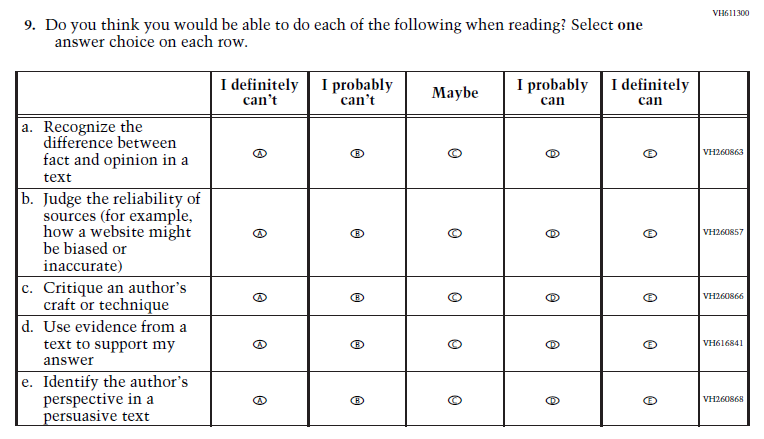 VH611300
9. Do you think you would be able to do each of the following when reading? Select one
answer choice on each row.
I definitely can't
I probably can't
Maybe
I probably can
I definitely can
a. Recognize the
difference between
fact and opinion in a
text
A B C D E VH260863
b. Judge the reliability of
sources (for example,
how a website might
be biased or
inaccurate)
A B C D E VH260857
c. Critique an author's
craft or technique
A B C D E VH260866
d. Use evidence from a
text to support my
answer
A B C D E VH616841
e. Identify the author's
perspective in a
persuasive text
A B C D E VH260868